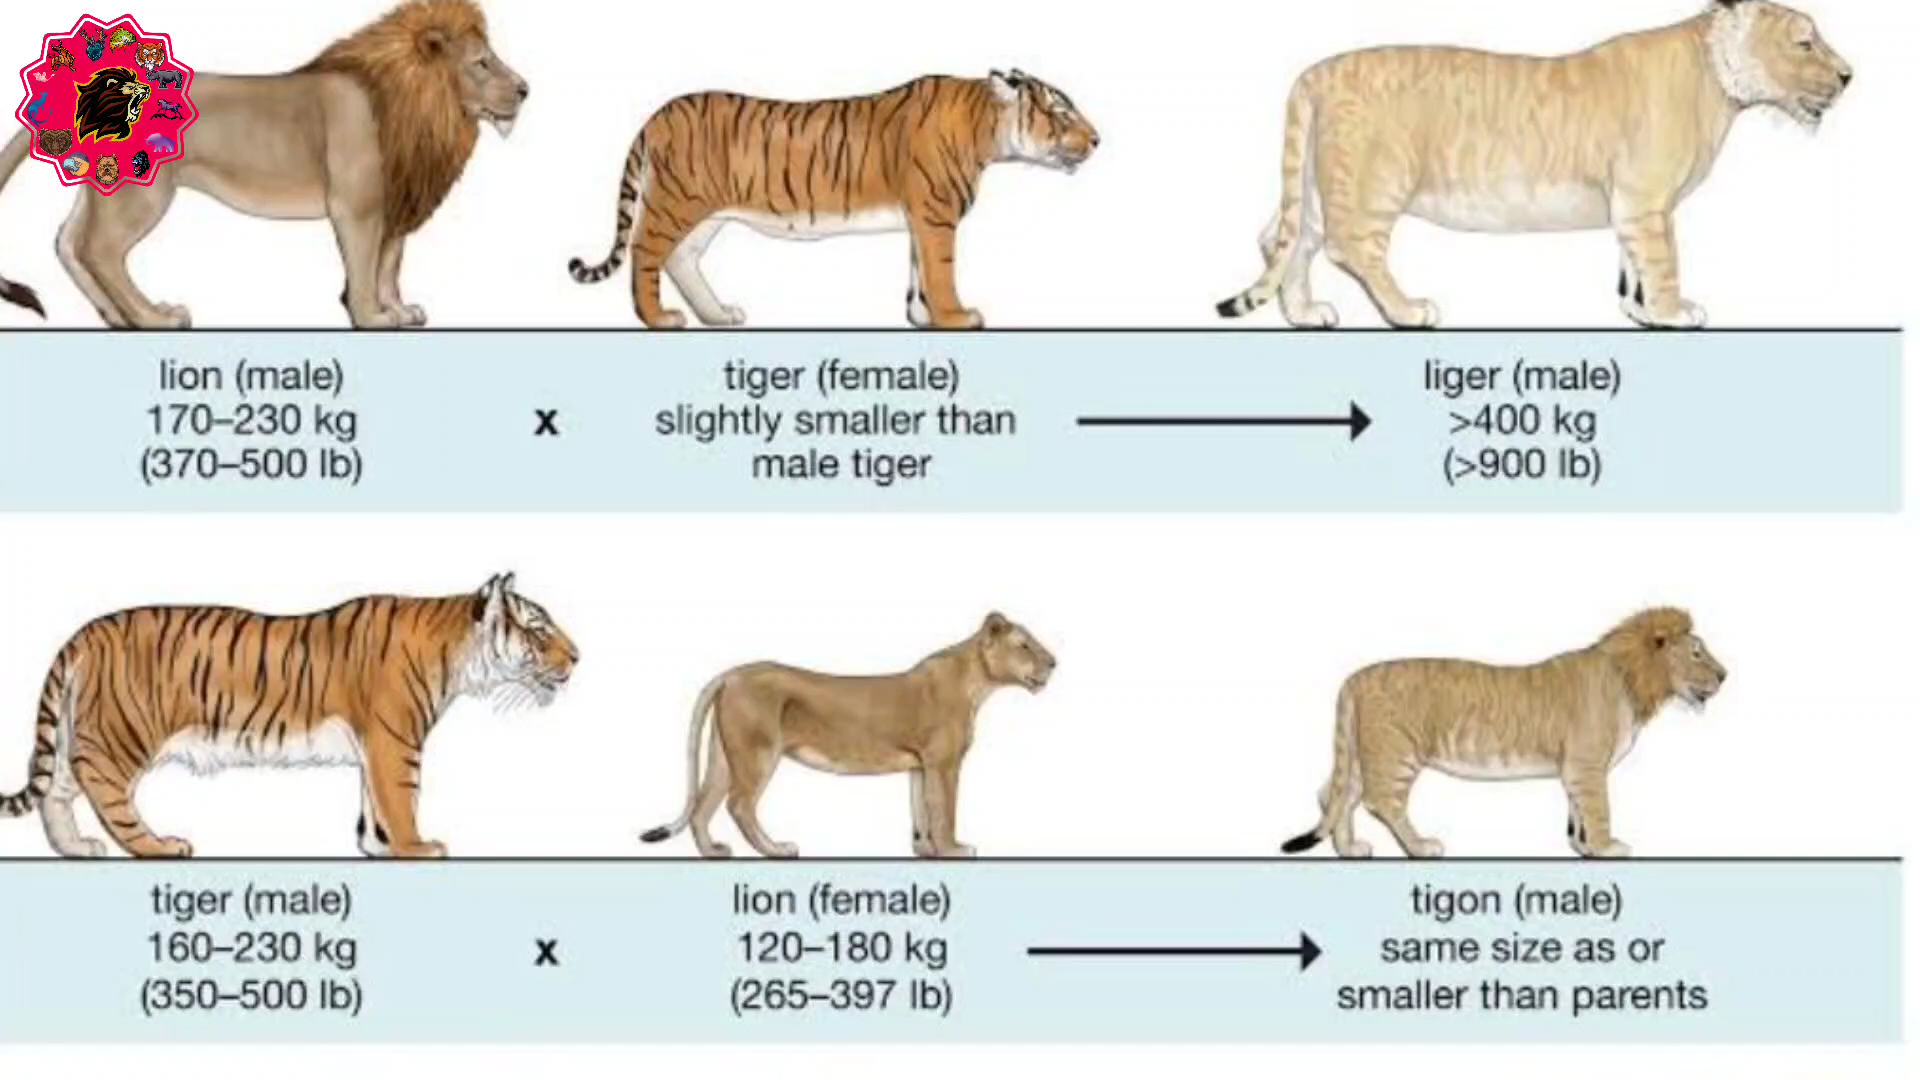 lion (male)
170–230 kg
(370–500 lb)
x
tiger (female)
slightly smaller than
male tiger
liger (male)
>400 kg
(>900 lb)
tiger (male)
160–230 kg
(350–500 lb)
x
lion (female)
120–180 kg
(265–397 lb)
tigon (male)
same size as or
smaller than parents